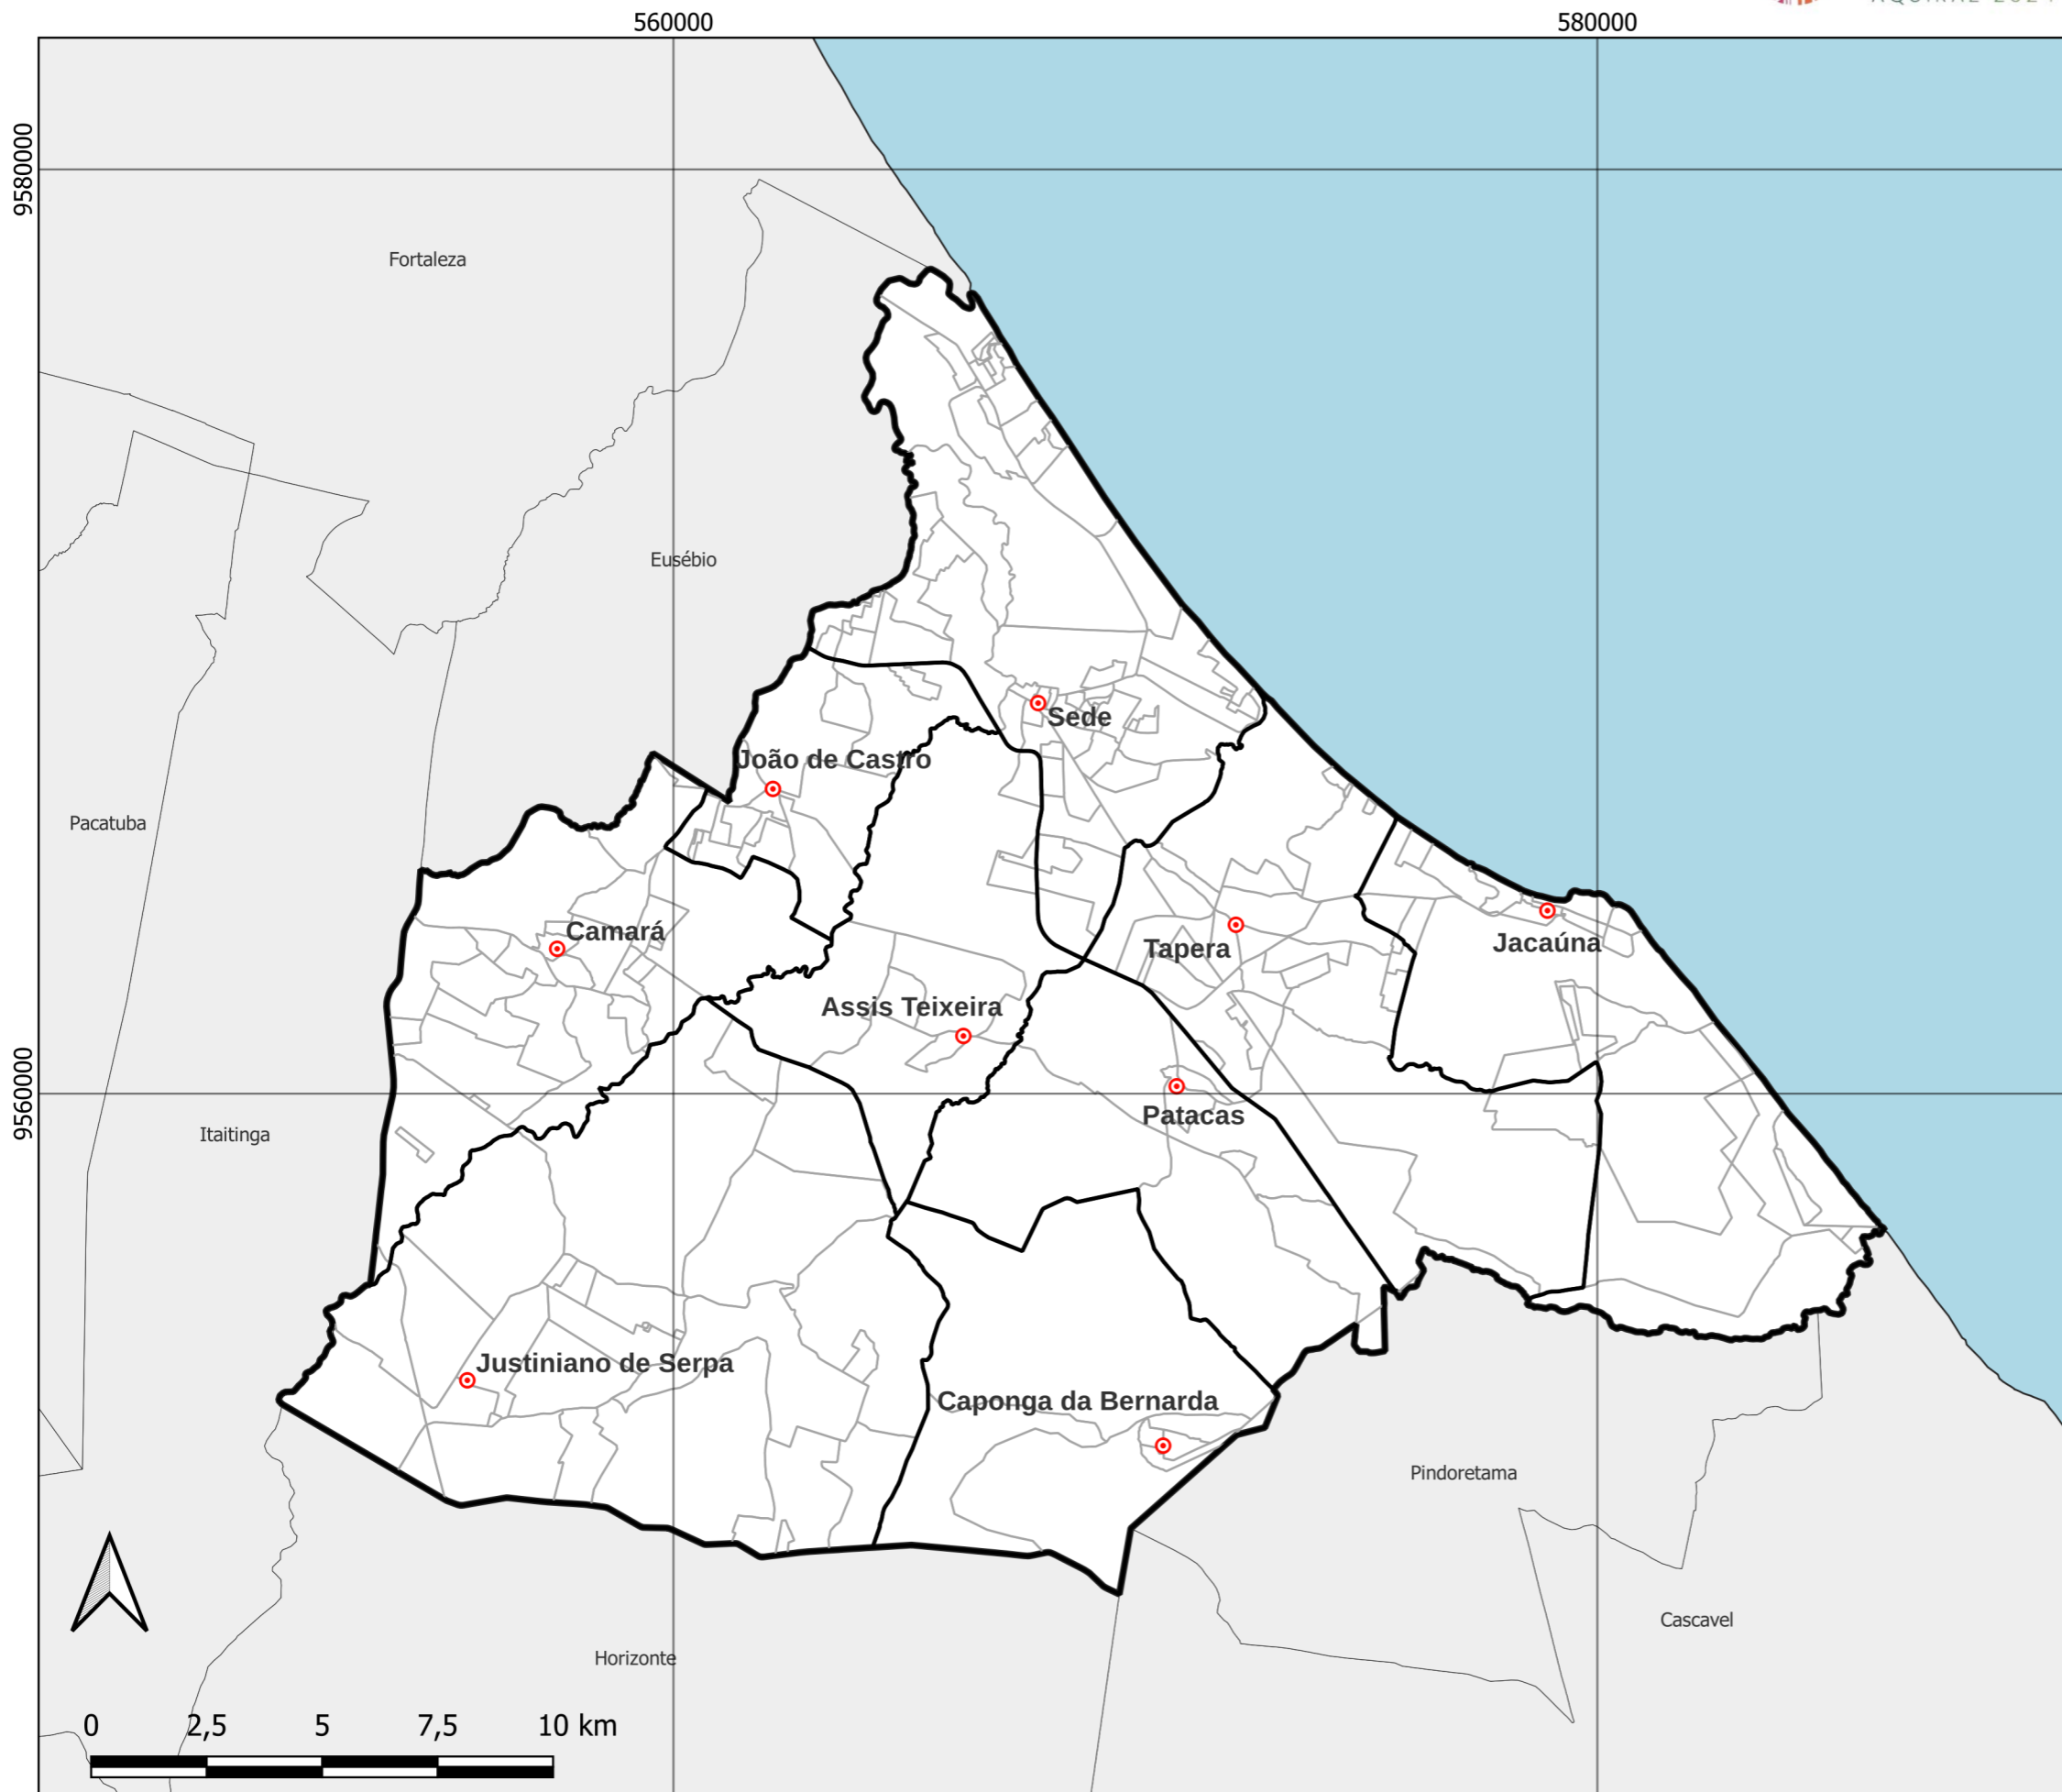 560000
580000
9580000
Fortaleza
Eusébio
Sede
João de Castro
Pacatuba
Camará
Tapera
Jacaúna
Assis Teixeira
9560000
Patacas
Itaitinga
Justiniano de Serpa
Caponga da Bernarda
Pindoretama
Cascavel
Horizonte
0 2,5 5 7,5 10 km